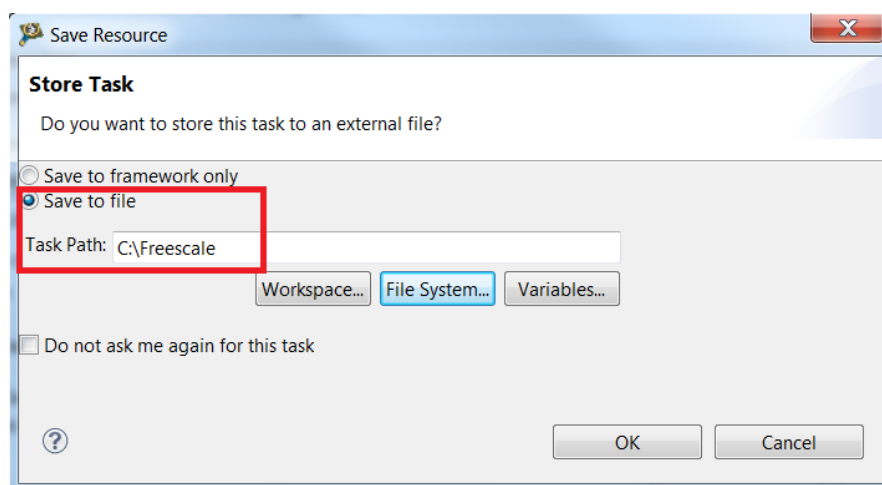 Save Resource
X
Store Task
Do you want to store this task to an external file?
Save to framework only
Save to file
Task Path: C:\Freescale
Workspace... File System... Variables...
Do not ask me again for this task
? OK Cancel